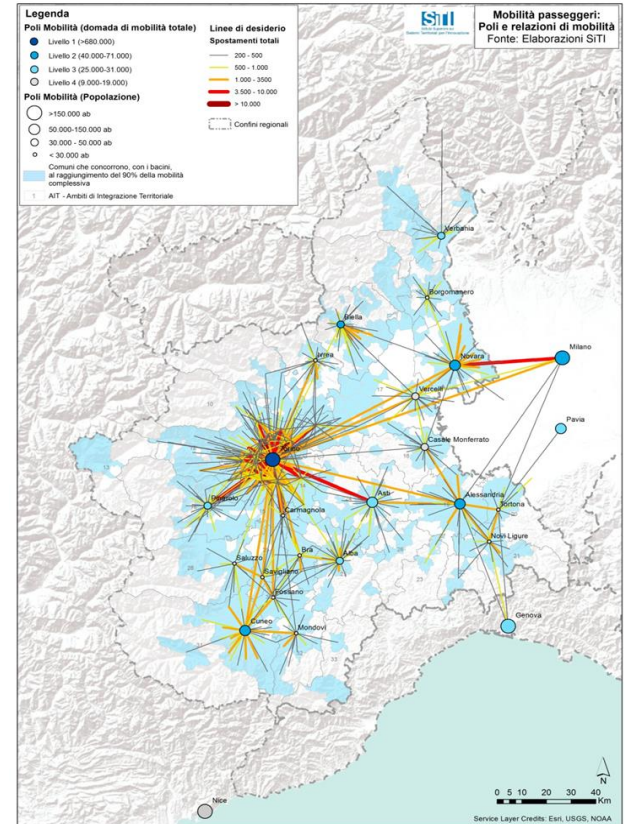 Legenda
Poli Mobilità (domada di mobilità totale)
Livello 1 (>680.000)
Livello 2 (40.000-71.000)
Livello 3 (25.000-31.000)
Livello 4 (9.000-19.000)
Poli Mobilità (Popolazione)
>150.000 ab
50.000-150.000 ab
30.000 - 50.000 ab
< 30.000 ab
Comuni che concorrono, con i bacini,
al raggiungimento del 90% della mobilità
complessiva
1 AIT - Ambiti di Integrazione Territoriale
Linee di desiderio
Spostamenti totali
200 - 500
500 - 1.000
1.000 - 3500
3.500 - 10.000
> 10.000
Confini regionali
SiTI
Mobilità passeggeri:
Poli e relazioni di mobilità
Fonte: Elaborazioni SiTI
Verbania
Borgomanero
Biella
Ivrea
Novara
Milano
Vercelli
Pavia
Casale Monferrato
Torino
Asti
Alessandria
Tortona
Pinerolo
Carmagnola
Novi Ligure
Bra
Alba
Saluzzo
Savigliano
Fossano
Genova
Cuneo
Mondovì
Nice
N
0 5 10 20 30 40
Km
Service Layer Credits: Esri, USGS, NOAA